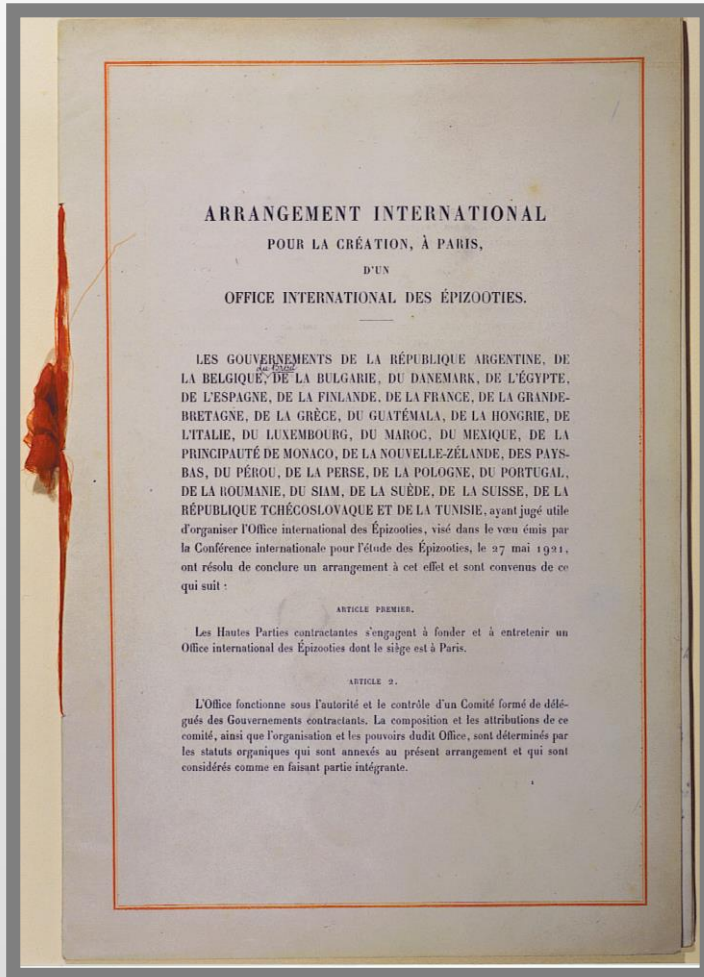 ARRANGEMENT INTERNATIONAL
POUR LA CRÉATION, À PARIS,
D'UN
OFFICE INTERNATIONAL DES ÉPIZOOTIES.
LES GOUVERNEMENTS DE LA RÉPUBLIQUE ARGENTINE, DE
du Brésil
LA BELGIQUE, DE LA BULGARIE, DU DANEMARK, DE L'ÉGYPTE,
DE L'ESPAGNE, DE LA FINLANDE, DE LA FRANCE, DE LA GRANDE-
BRETAGNE, DE LA GRÈCE, DU GUATÉMALA, DE LA HONGRIE, DE
L'ITALIE, DU LUXEMBOURG, DU MAROC, DU MEXIQUE, DE LA
PRINCIPAUTÉ DE MONACO, DE LA NOUVELLE-ZÉLANDE, DES PAYS-
BAS, DU PÉROU, DE LA PERSE, DE LA POLOGNE, DU PORTUGAL,
DE LA ROUMANIE, DU SIAM, DE LA SUÈDE, DE LA SUISSE, DE LA
RÉPUBLIQUE TCHÉCOSLOVAQUE ET DE LA TUNISIE, ayant jugé utile
d'organiser l'Office international des Épizooties, visé dans le vœu émis par
la Conférence internationale pour l'étude des Épizooties, le 27 mai 1921,
ont résolu de conclure un arrangement à cet effet et sont convenus de ce
qui suit :
ARTICLE PREMIER.
Les Hautes Parties contractantes s'engagent à fonder et à entretenir un
Office international des Épizooties dont le siège est à Paris.
ARTICLE 2.
L'Office fonctionne sous l'autorité et le contrôle d'un Comité formé de délé-
gués des Gouvernements contractants. La composition et les attributions de ce
comité, ainsi que l'organisation et les pouvoirs dudit Office, sont déterminés par
les statuts organiques qui sont annexés au présent arrangement et qui sont
considérés comme en faisant partie intégrante.